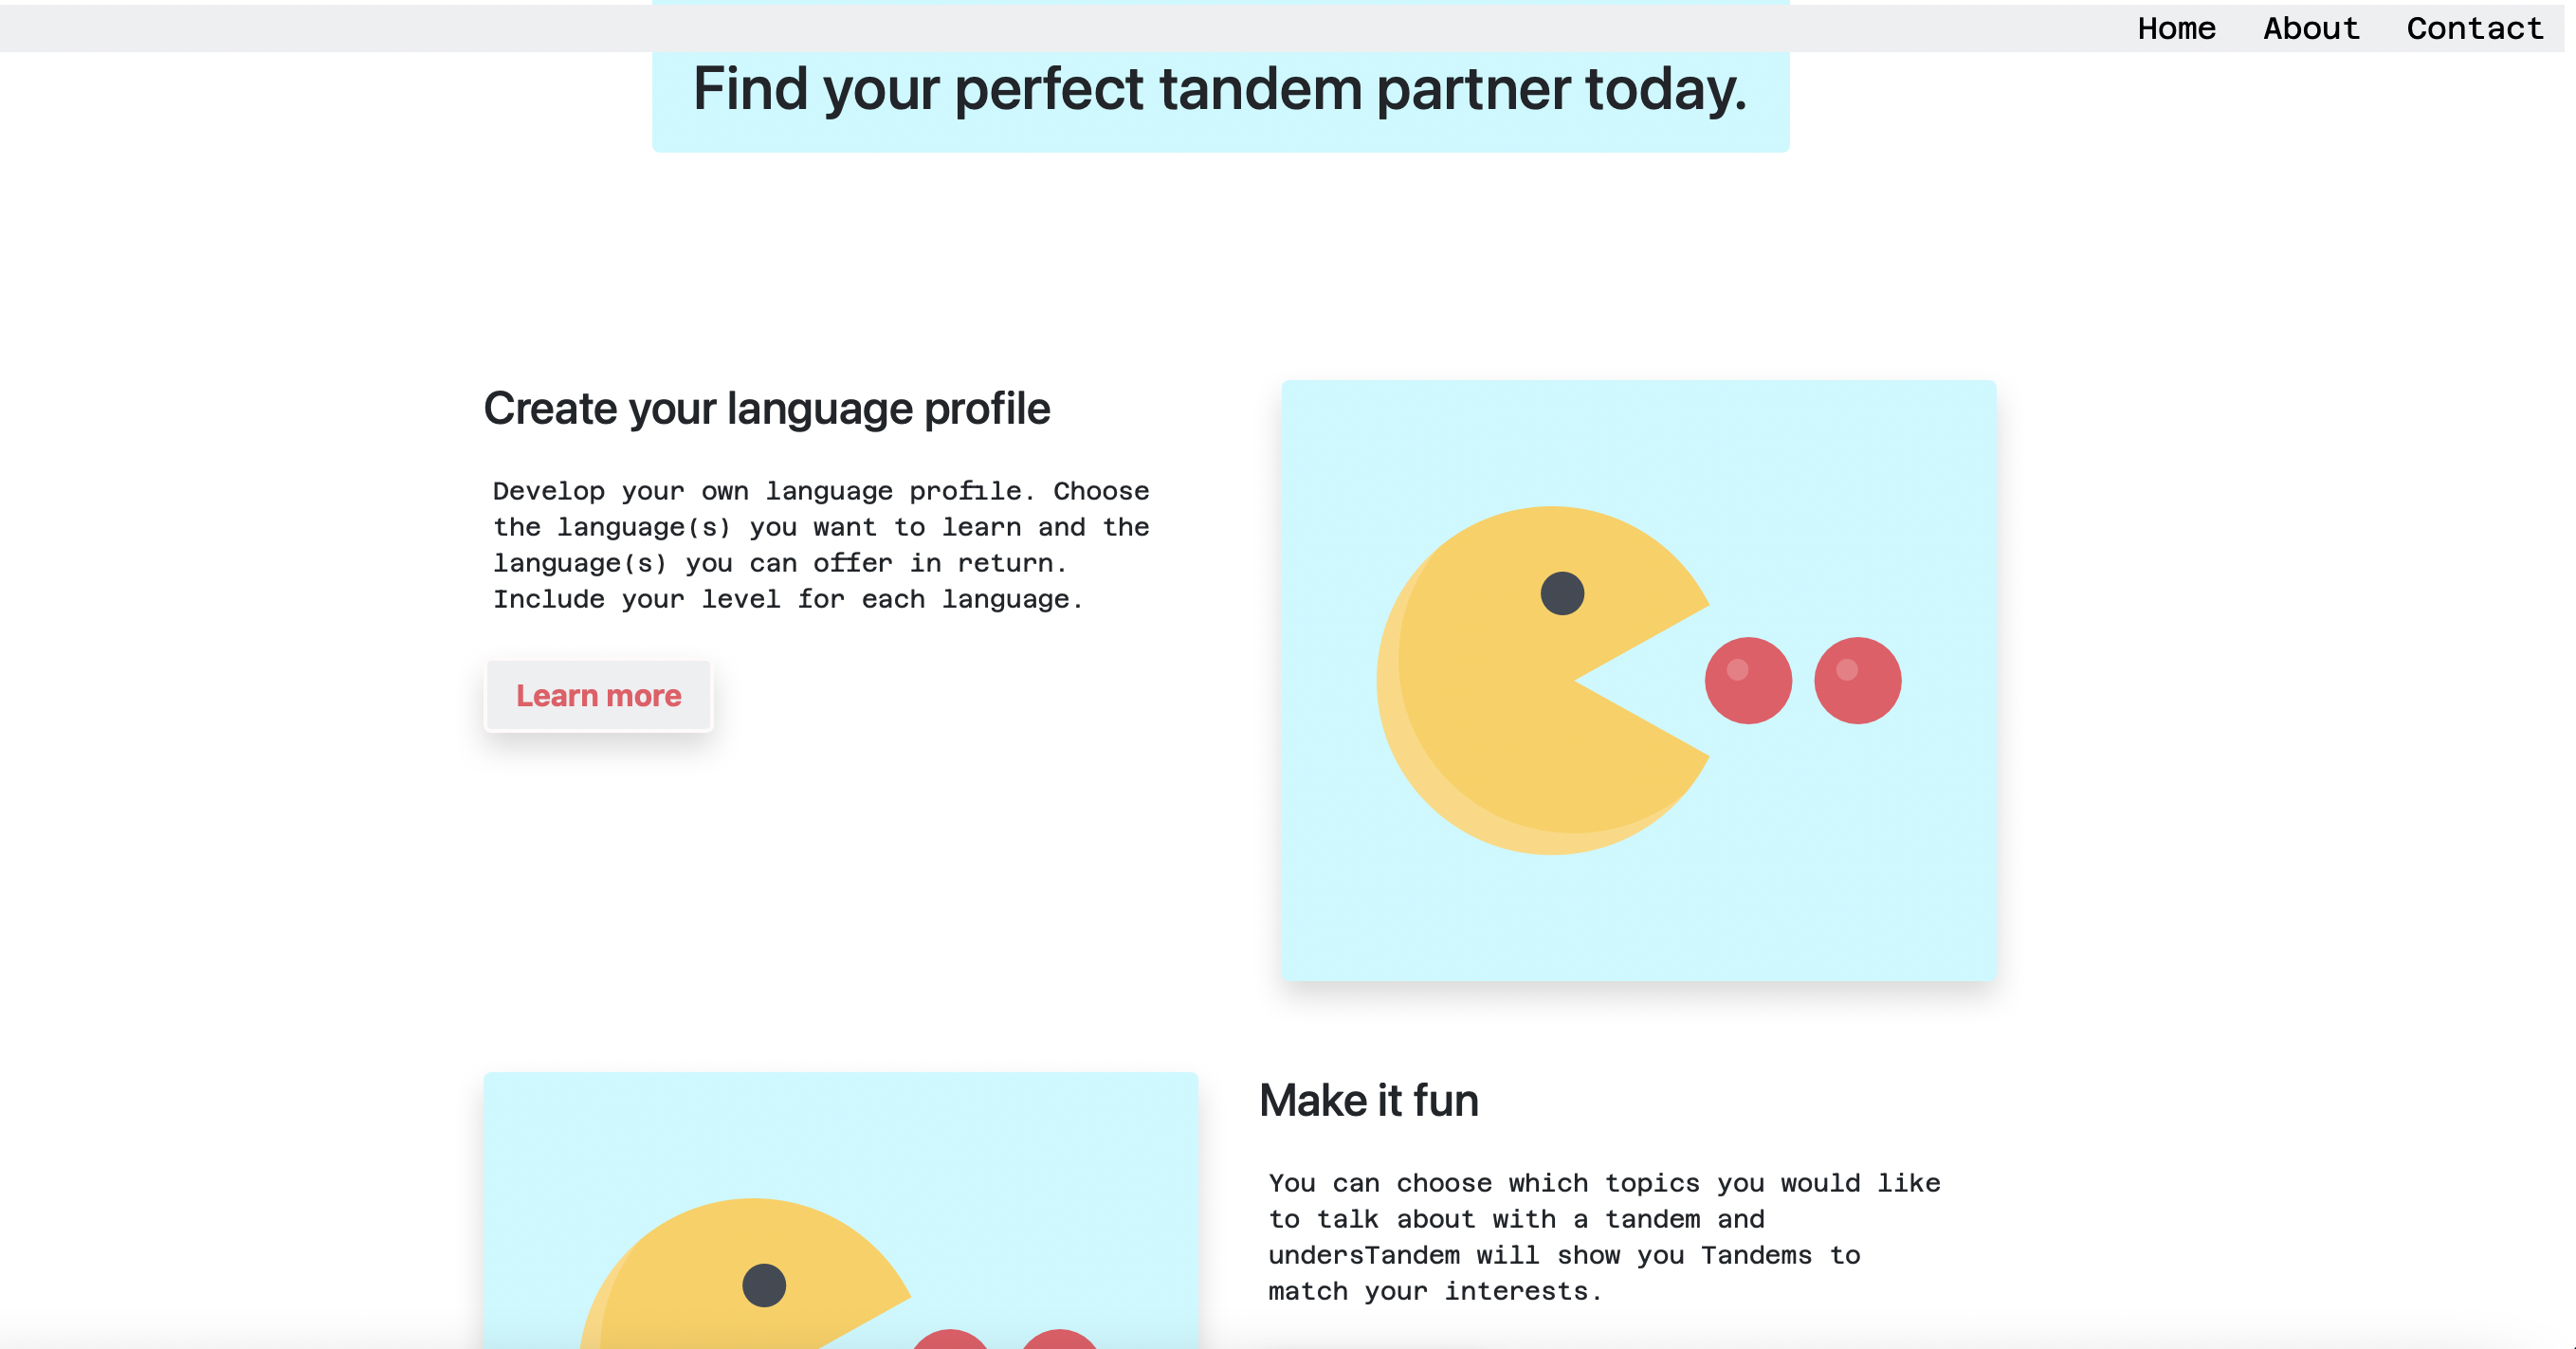 Home About Contact
Find your perfect tandem partner today.
Create your language profile
Develop your own language profile. Choose
the language(s) you want to learn and the
language(s) you can offer in return.
Include your level for each language.
Learn more
Make it fun
You can choose which topics you would like
to talk about with a tandem and
undersTandem will show you Tandems to
match your interests.